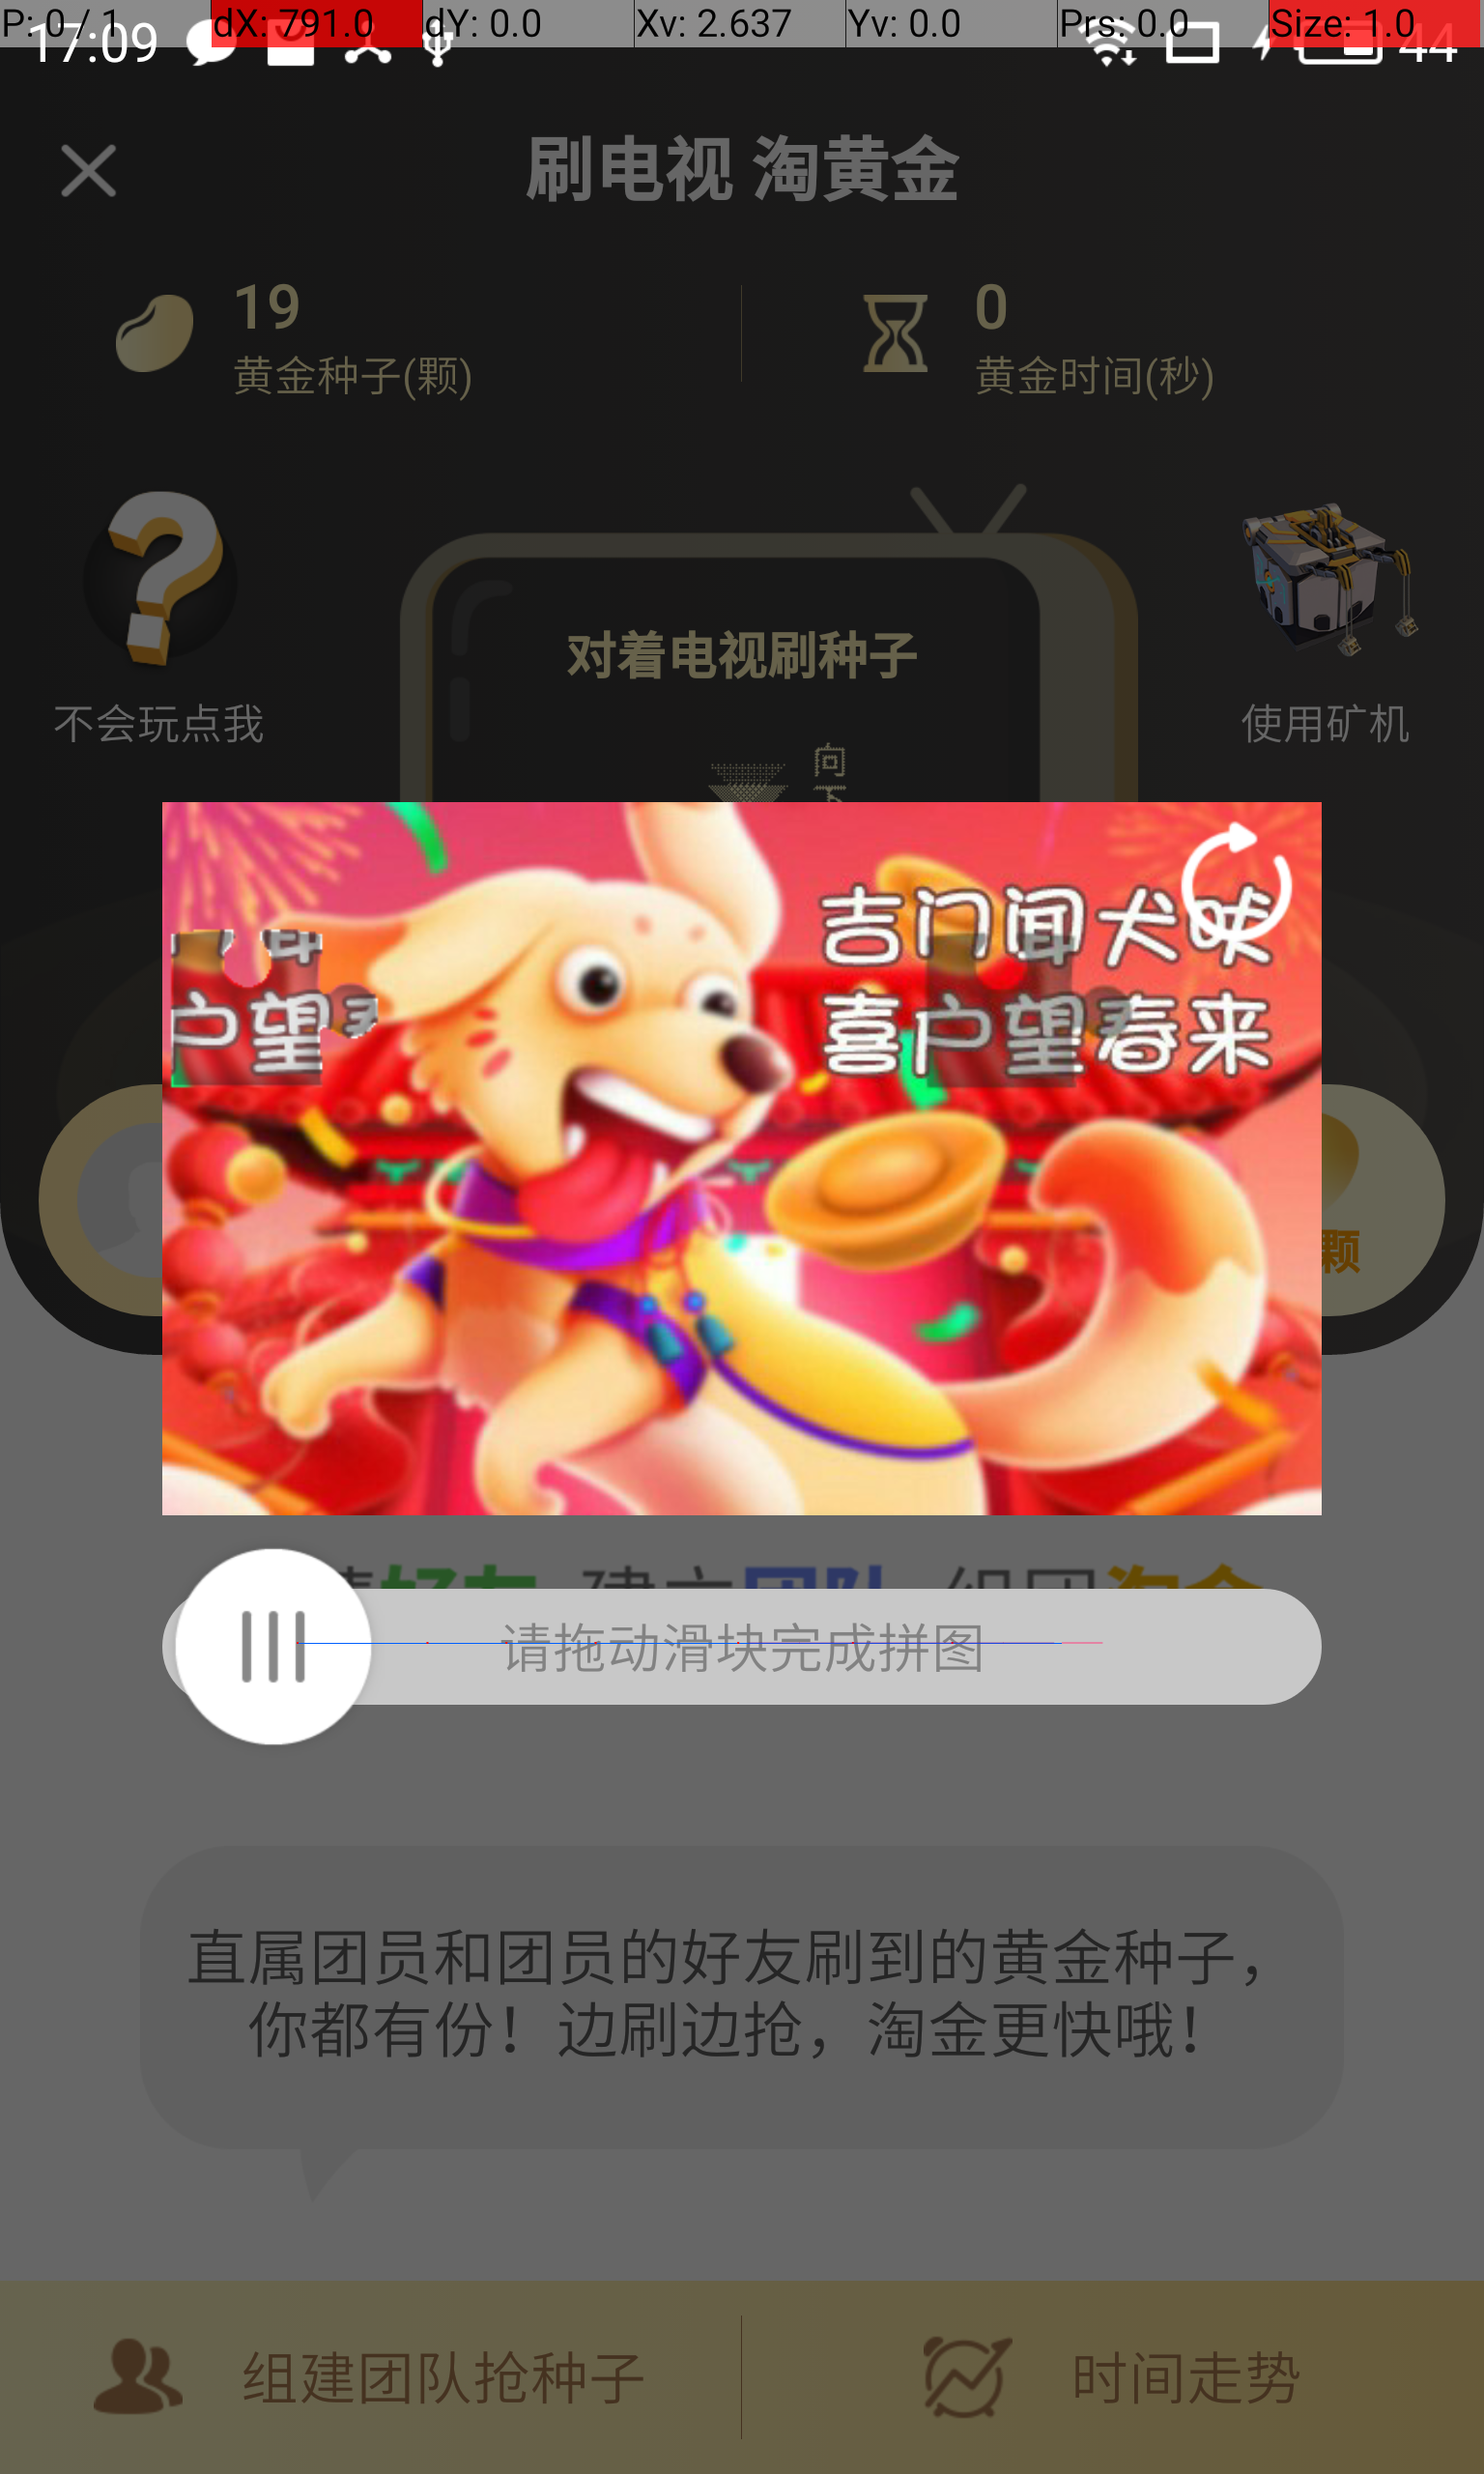 P: 0 / 1 dX: 791.0 dY: 0.0 Xv: 2.637 Yv: 0.0 Prs: 0.0 Size: 1.0
17:09 44
刷电视 淘黄金
19
黄金种子(颗)
0
黄金时间(秒)
对着电视刷种子
不会玩点我
使用矿机
向
下
吉门闻犬吠
喜户望春来
户望
颗
请拖动滑块完成拼图
直属团员和团员的好友刷到的黄金种子，
你都有份！边刷边抢，淘金更快哦！
组建团队抢种子
时间走势